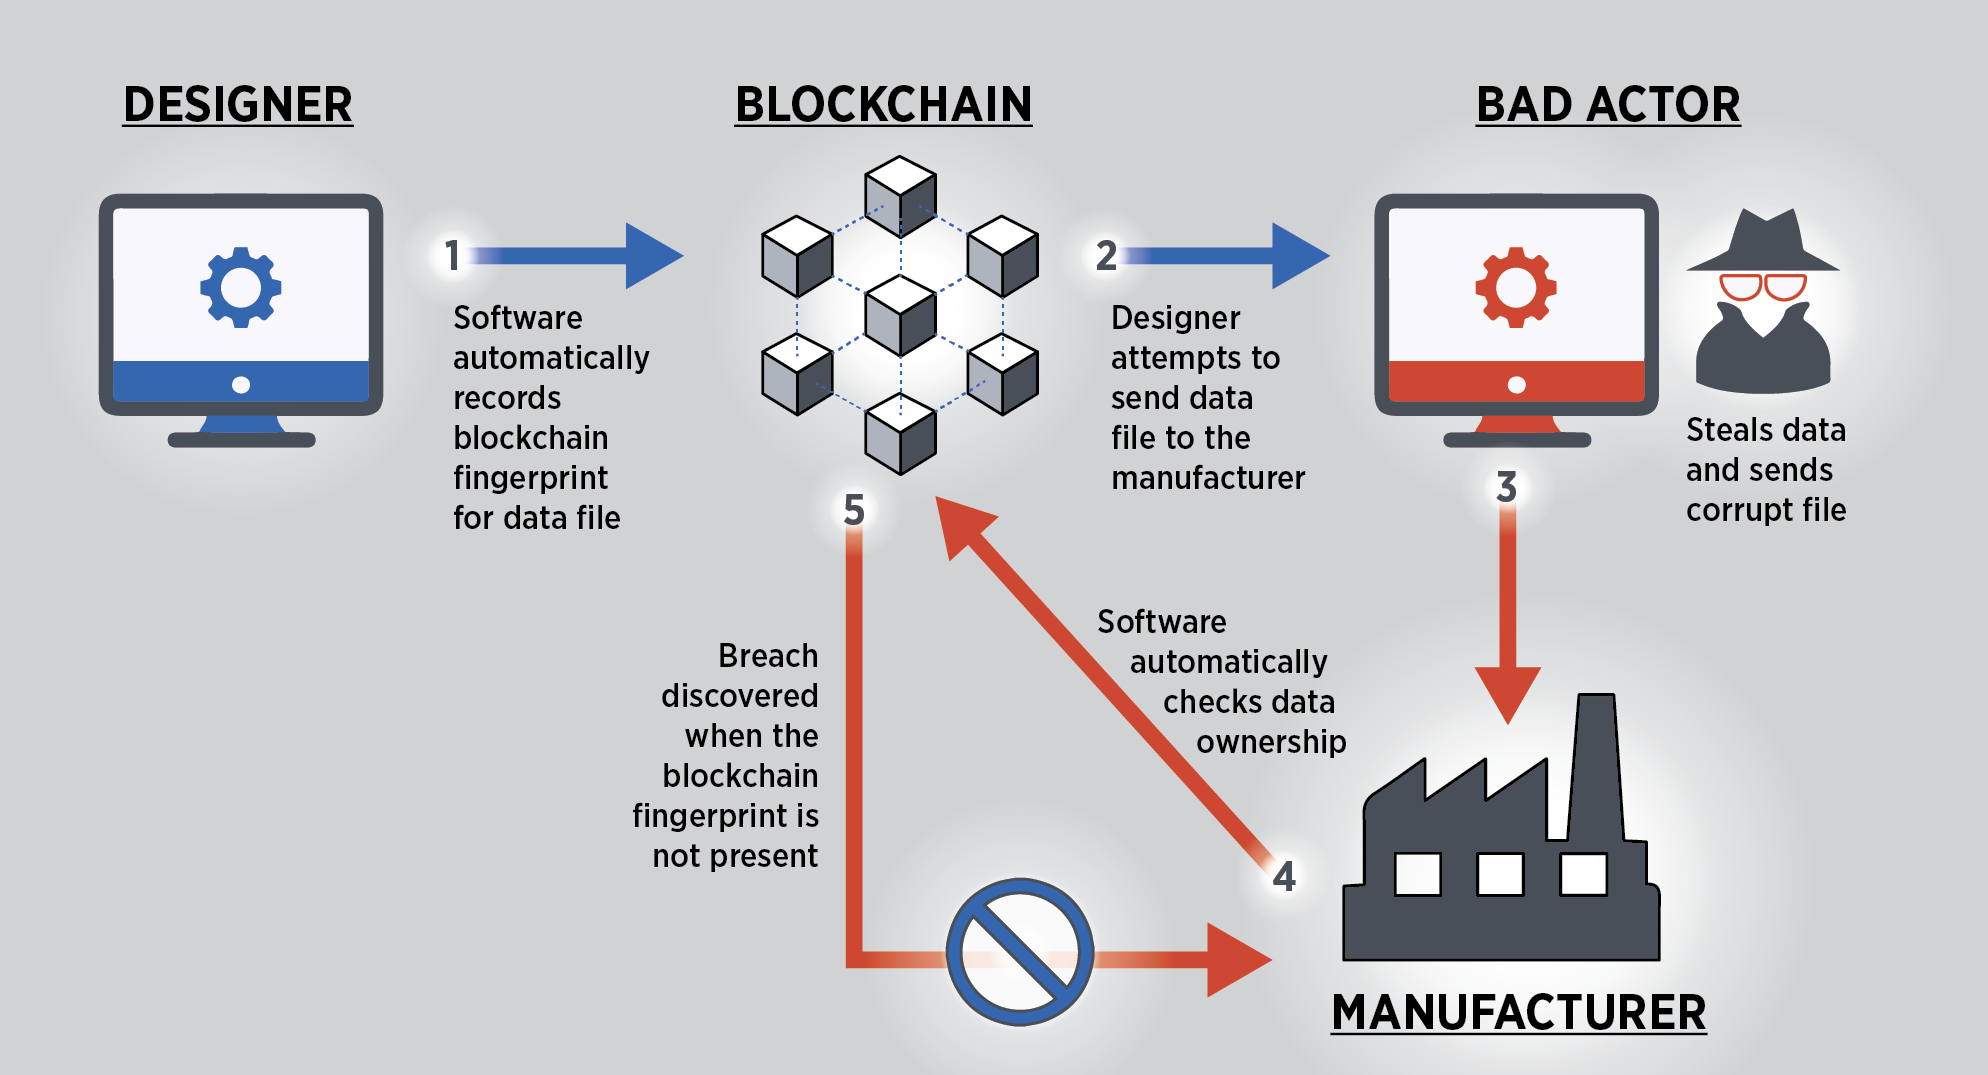 DESIGNER
BLOCKCHAIN
BAD ACTOR
1
Software
automatically
records
blockchain
fingerprint
for data file
2
Designer
attempts to
send data
file to the
manufacturer
3
Steals data
and sends
corrupt file
4
Software
automatically
checks data
ownership
5
Breach
discovered
when the
blockchain
fingerprint is
not present
MANUFACTURER